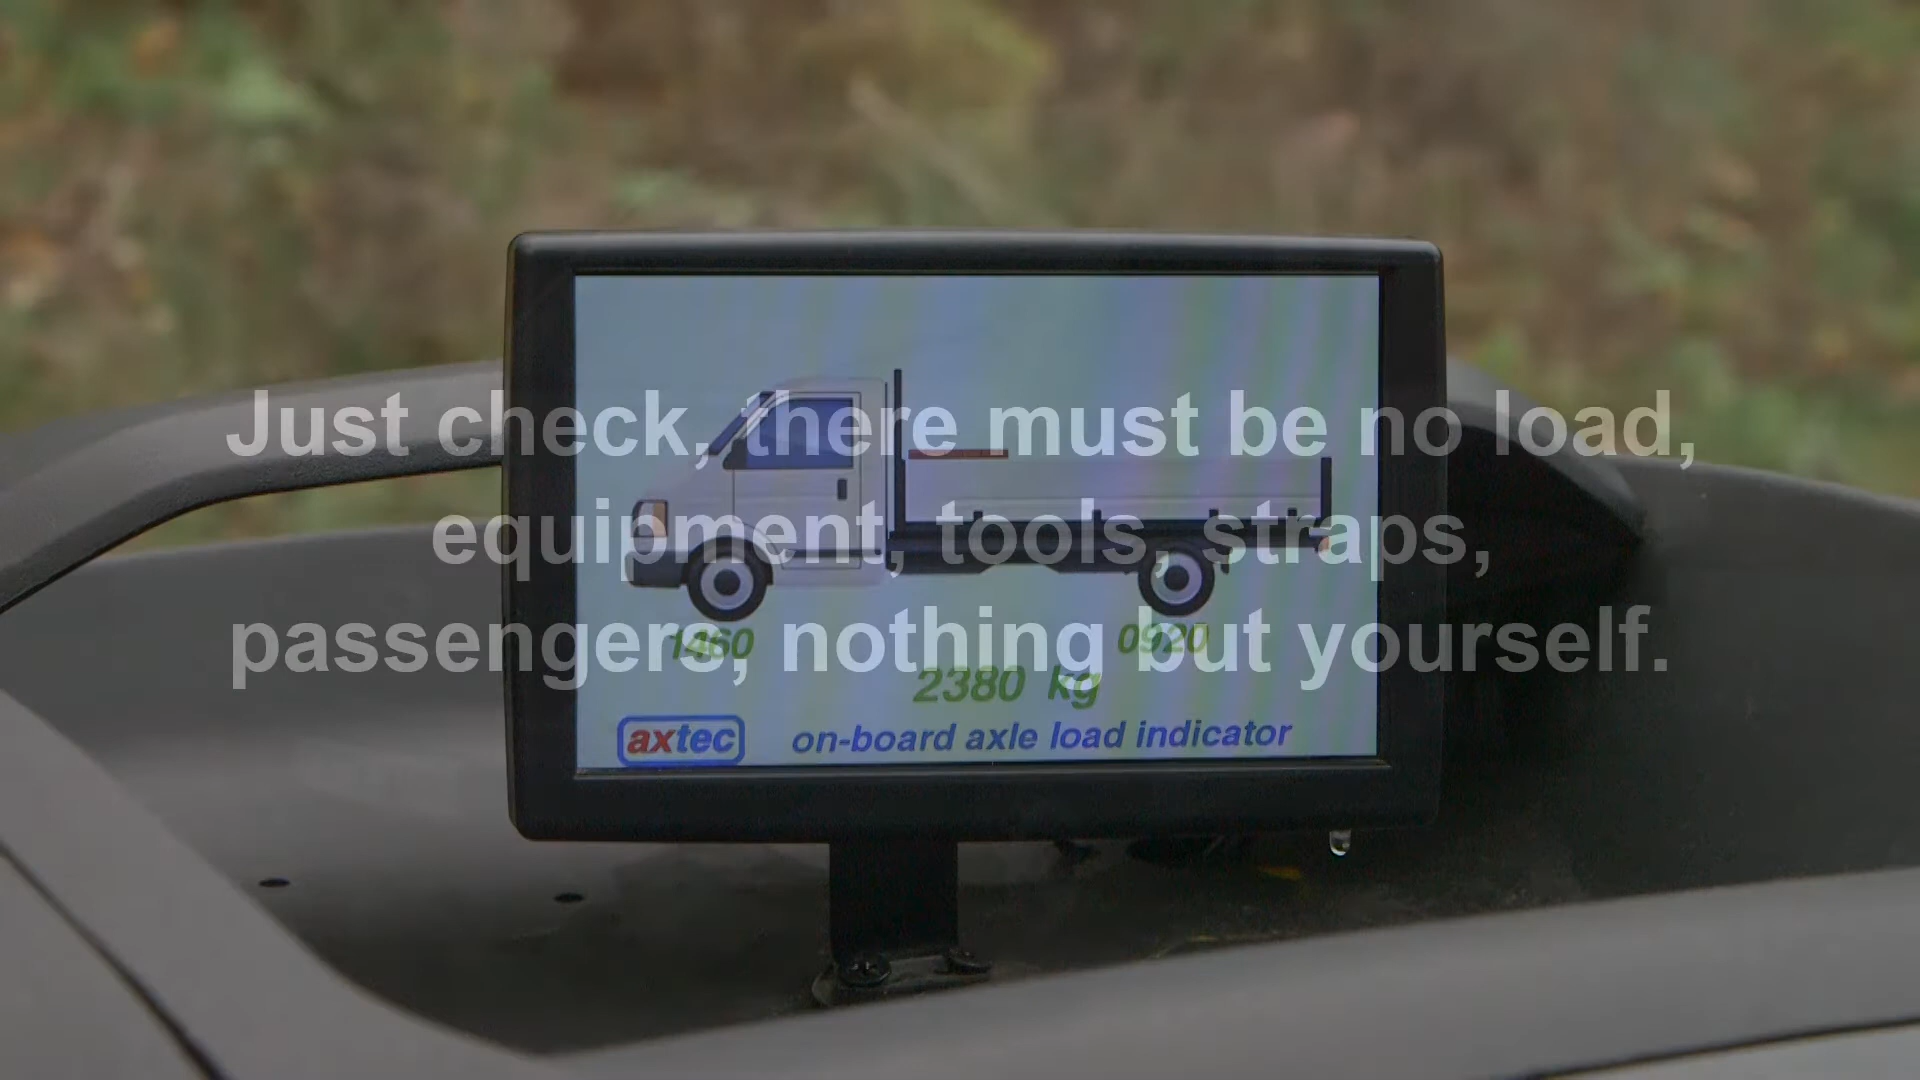 Just check, there must be no load,
equipment, tools, straps,
passengers, nothing but yourself.
1460
0920
2380 kg
axtec
on-board axle load indicator